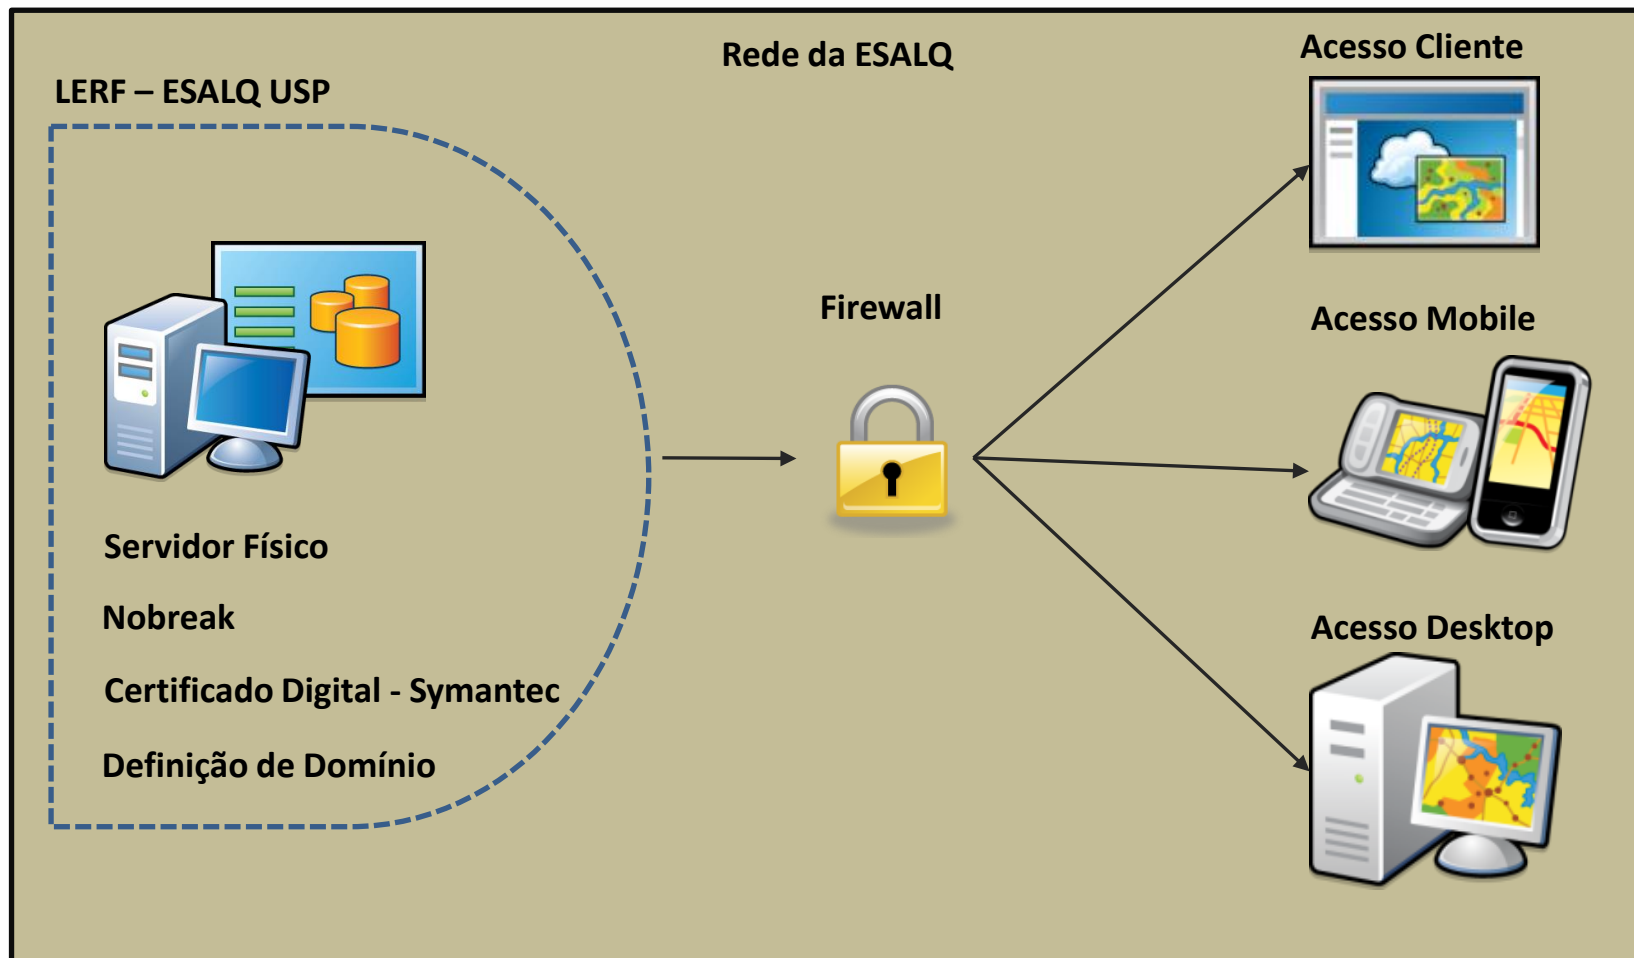 Rede da ESALQ
LERF – ESALQ USP
Servidor Físico
Nobreak
Certificado Digital - Symantec
Definição de Domínio
Firewall
Acesso Cliente
Acesso Mobile
Acesso Desktop